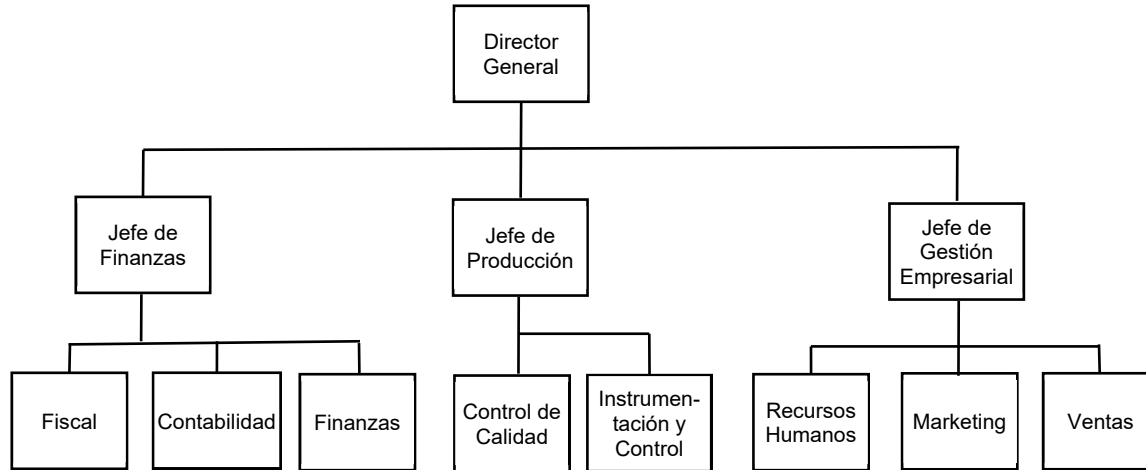 Director
General
Jefe de
Finanzas
Jefe de
Producción
Jefe de
Gestión
Empresarial
Fiscal
Contabilidad
Finanzas
Control de
Calidad
Instrumen-
tación y
Control
Recursos
Humanos
Marketing
Ventas